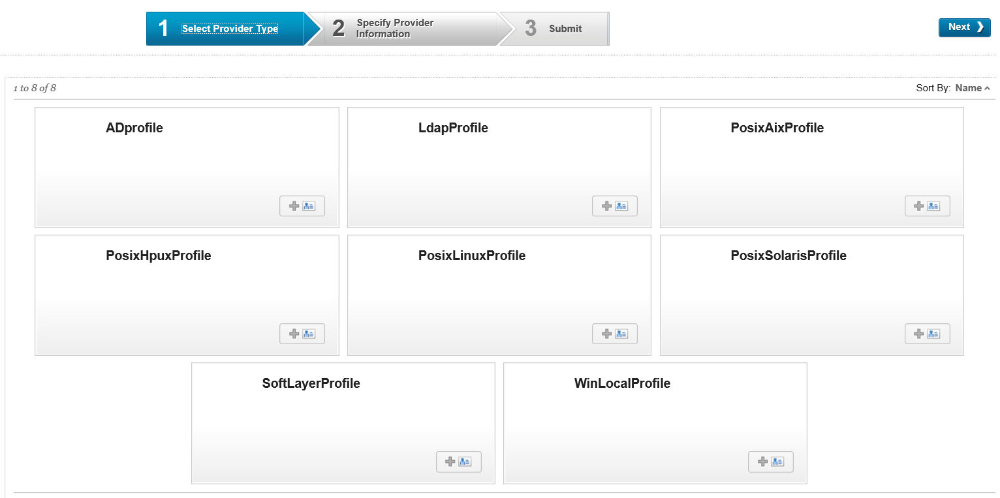 1 Select Provider Type
2 Specify Provider
Information
3 Submit
Next
1 to 8 of 8
Sort By: Name
ADprofile
LdapProfile
PosixAixProfile
PosixHpuxProfile
PosixLinuxProfile
PosixSolarisProfile
SoftLayerProfile
WinLocalProfile